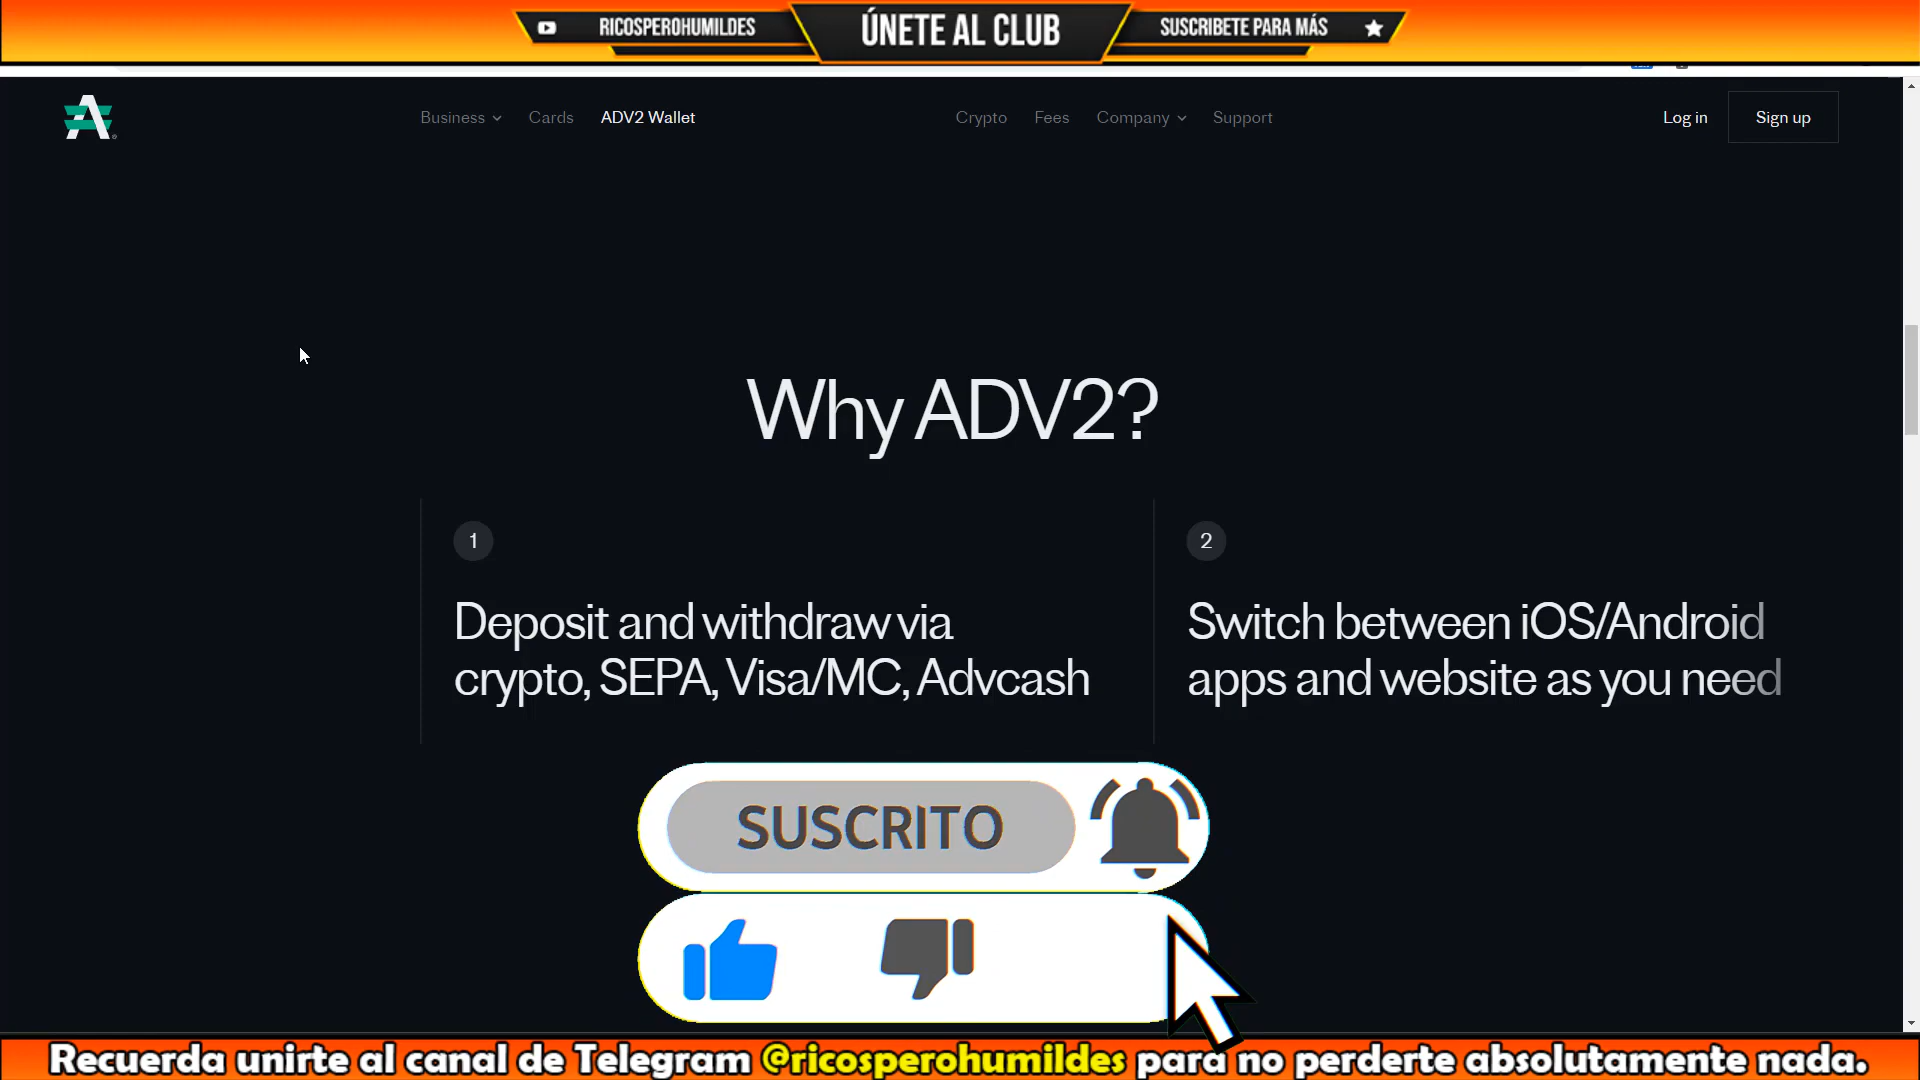 RICOSPEROHUMILDES
ÚNETE AL CLUB
SUSCRIBETE PARA MÁS
Business
Cards
ADV2 Wallet
Crypto
Fees
Company
Support
Log in
Sign up
Why ADV2?
1
Deposit and withdraw via
crypto, SEPA, Visa/MC, Advcash
2
Switch between iOS/Android
apps and website as you need
SUSCRITO
Recuerda unirte al canal de Telegram @ricosperohumildes para no perderte absolutamente nada.